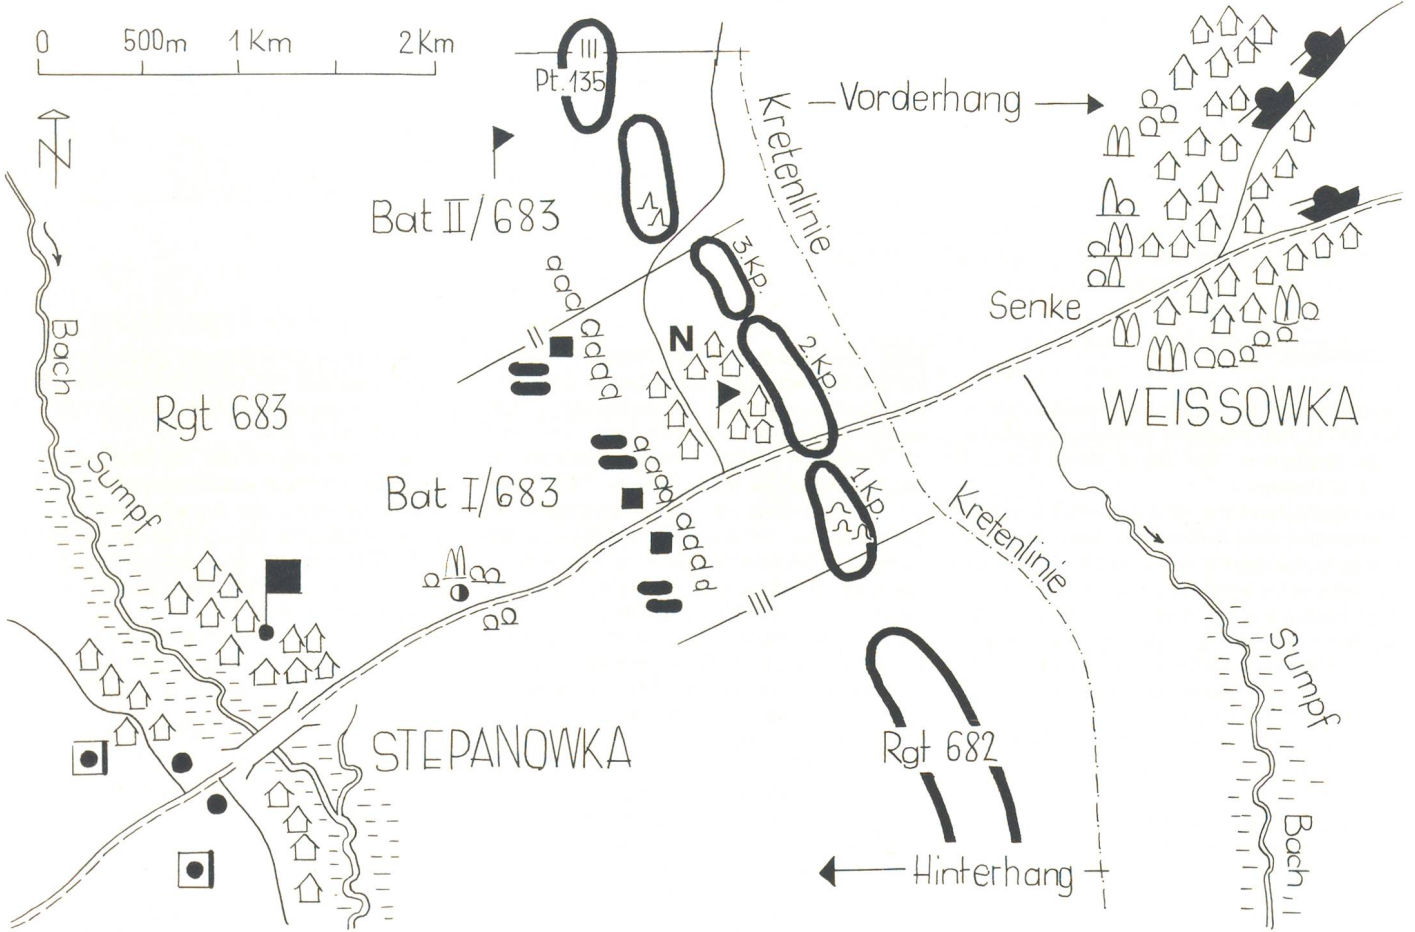 0 500m 1 Km 2 Km
N
Pt. 135
Kretenlinie
Vorderhang
Bat II/683
3. Kp.
Senke
N
2. Kp.
Bach
WEISSOWKA
Rgt 683
Sumpf
Bat I/683
1. Kp.
Kretenlinie
Sumpf
STEPANOWKA
Rgt 682
Bach
Hinterhang